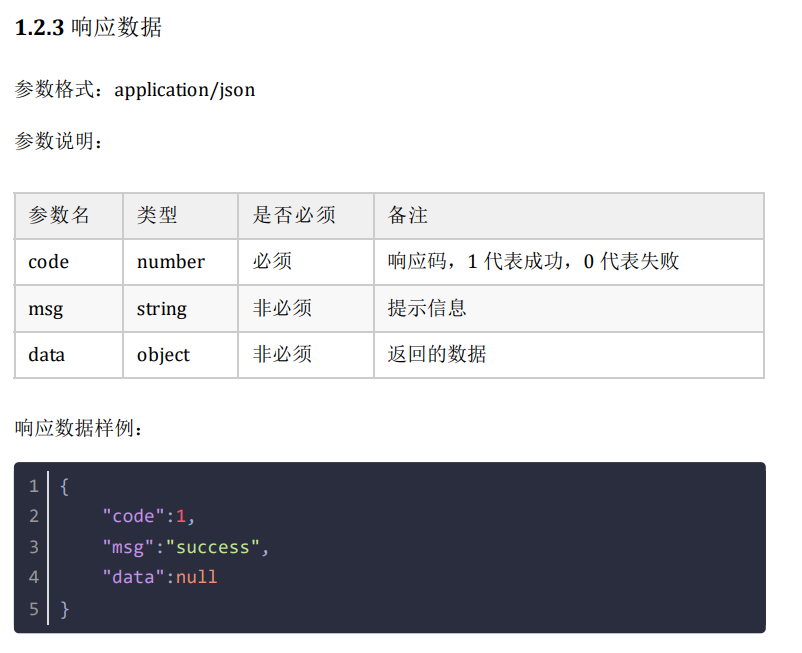 1.2.3 响应数据
参数格式：application/json
参数说明：
参数名 类型 是否必须 备注
code number 必须 响应码，1 代表成功，0 代表失败
msg string 非必须 提示信息
data object 非必须 返回的数据
响应数据样例：
1 {
2 "code":1,
3 "msg":"success",
4 "data":null
5 }